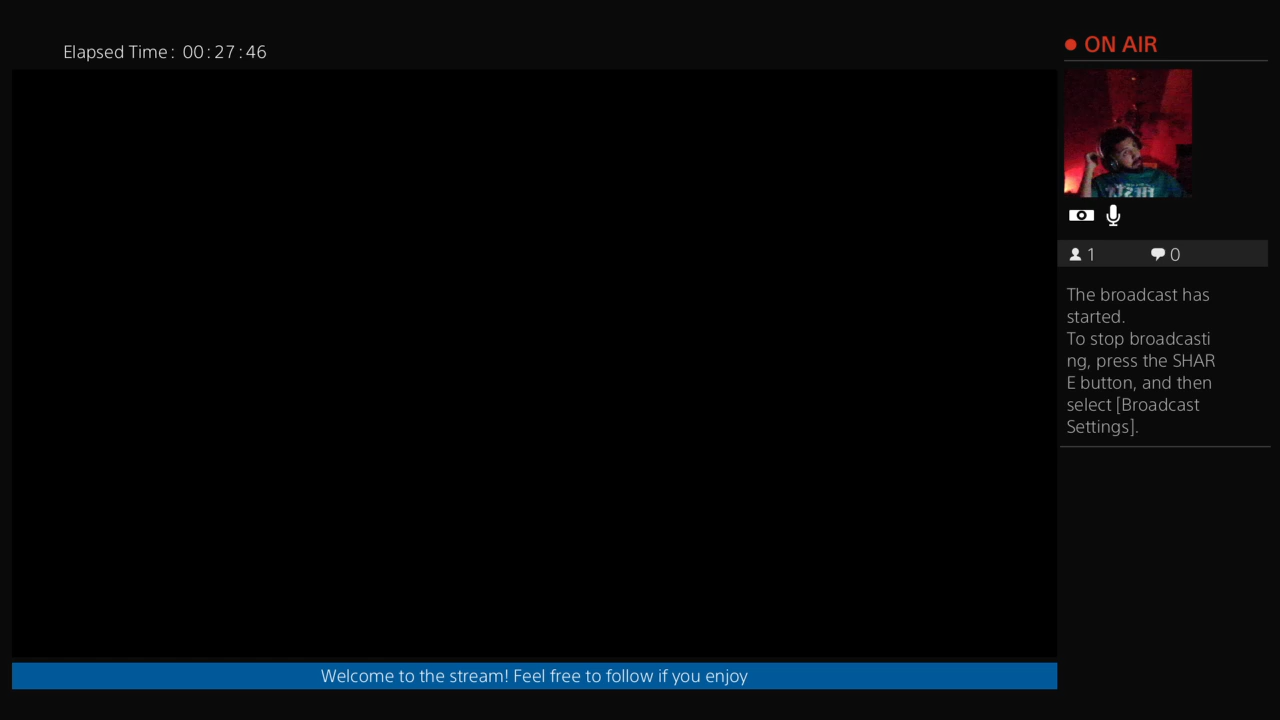 Elapsed Time: 00:27:46
ON AIR
1 0
The broadcast has
started.
To stop broadcasti
ng, press the SHAR
E button, and then
select [Broadcast
Settings].
Welcome to the stream! Feel free to follow if you enjoy